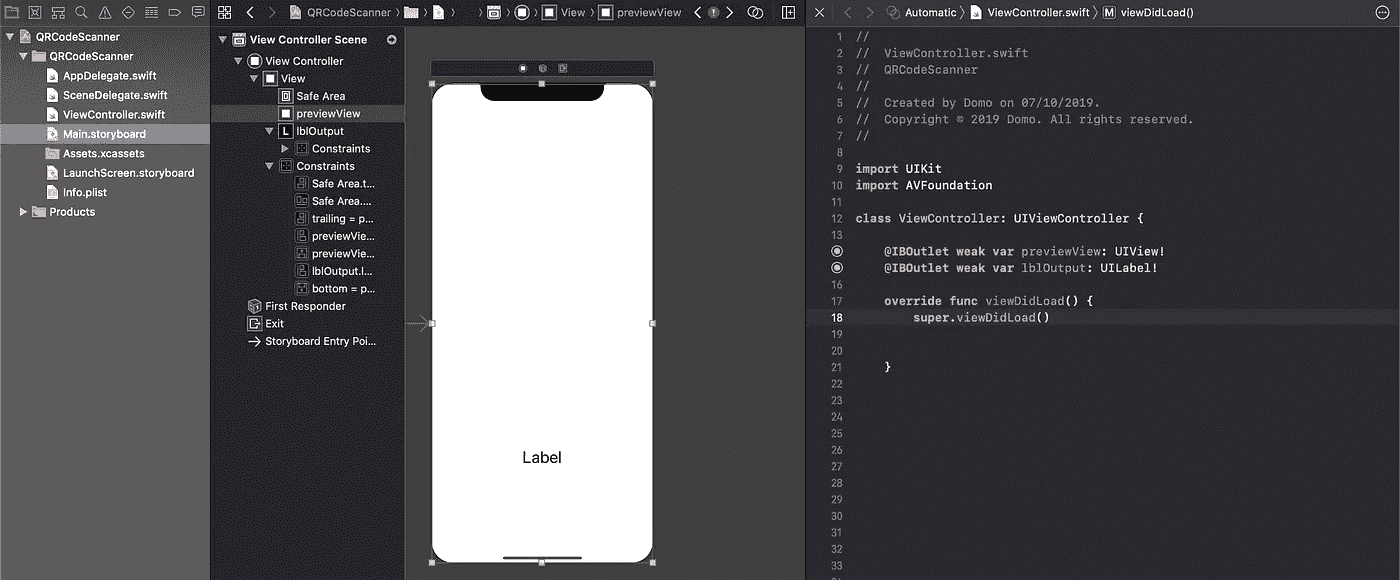 QRCodeScanner
QRCodeScanner
AppDelegate.swift
SceneDelegate.swift
ViewController.swift
Main.storyboard
Assets.xcassets
LaunchScreen.storyboard
Info.plist
Products
QRCodeScanner
View
previewView
View Controller Scene
View Controller
View
Safe Area
previewView
L lblOutput
Constraints
Constraints
Safe Area.t...
Safe Area....
trailing = p...
previewVie...
previewVie...
lblOutput.l...
bottom = p...
First Responder
Exit
Storyboard Entry Poi...
Label
Automatic ViewController.swift M viewDidLoad()
1 //
2 //  ViewController.swift
3 //  QRCodeScanner
4 //
5 //  Created by Domo on 07/10/2019.
6 //  Copyright © 2019 Domo. All rights reserved.
7 //
8
9 import UIKit
10 import AVFoundation
11
12 class ViewController: UIViewController {
13
@IBOutlet weak var previewView: UIView!
@IBOutlet weak var lblOutput: UILabel!
16
17 override func viewDidLoad() {
18 super.viewDidLoad()
19
20
21 }
22
23
24
25
26
27
28
29
30
31
32
33